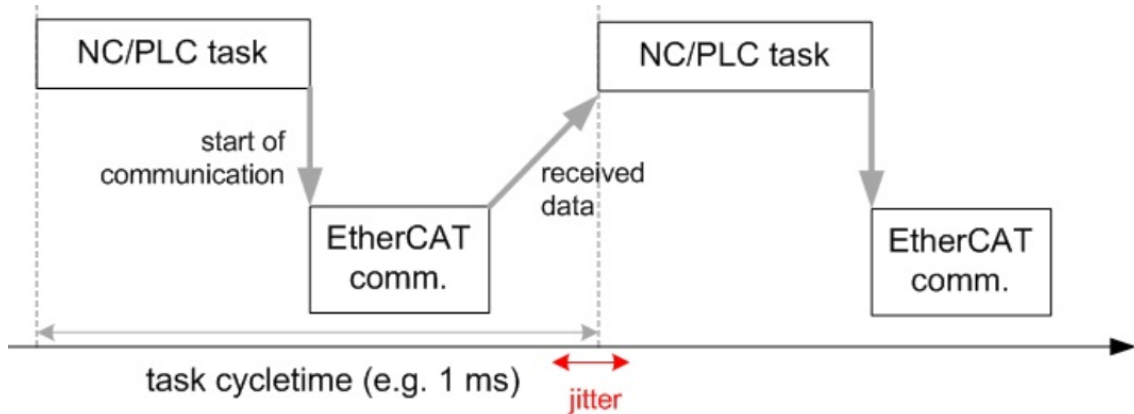 NC/PLC task
NC/PLC task
start of
communication
received
data
EtherCAT
comm.
EtherCAT
comm.
task cycletime (e.g. 1 ms)
jitter